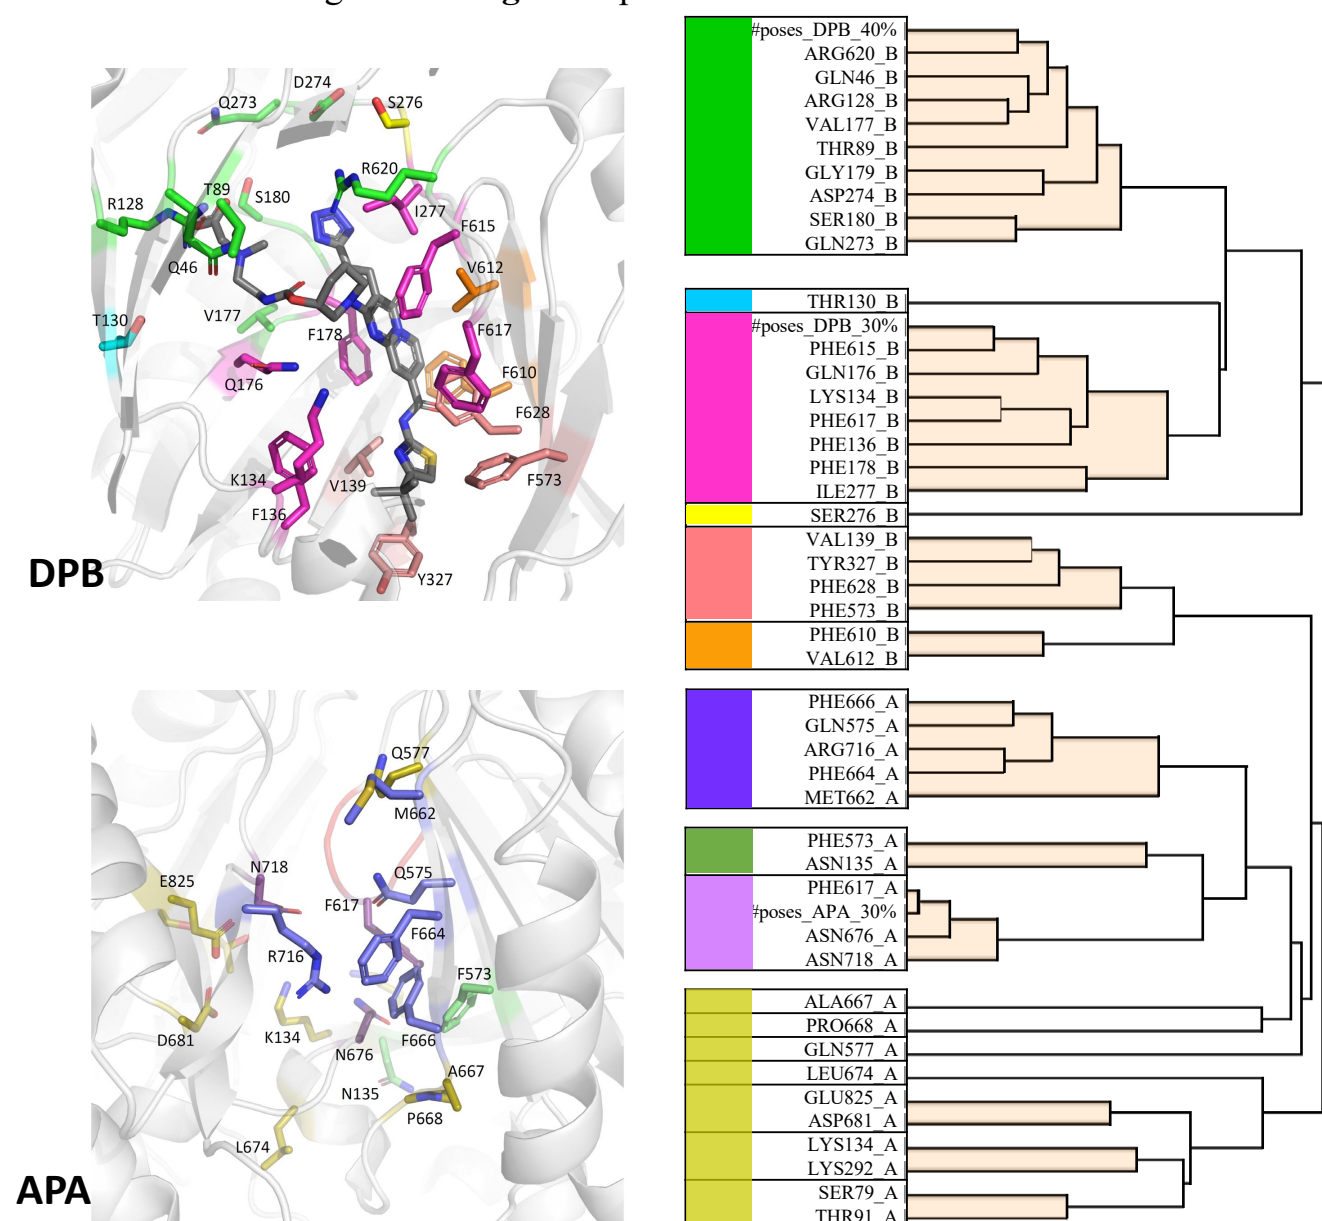 #poses_DPB_40%
ARG620_B
GLN46_B
ARG128_B
VAL177_B
THR89_B
GLY179_B
ASP274_B
SER180_B
GLN273_B
THR130_B
#poses_DPB_30%
PHE615_B
GLN176_B
LYS134_B
PHE617_B
PHE136_B
PHE178_B
ILE277_B
SER276_B
VAL139_B
TYR327_B
PHE628_B
PHE573_B
PHE610_B
VAL612_B
PHE666_A
GLN575_A
ARG716_A
PHE664_A
MET662_A
PHE573_A
ASN135_A
PHE617_A
#poses_APA_30%
ASN676_A
ASN718_A
ALA667_A
PRO668_A
GLN577_A
LEU674_A
GLU825_A
ASP681_A
LYS134_A
LYS292_A
SER79_A
THR91_A
D274
Q273
S276
R620
T89
S180
R128
I277
F615
Q46
V612
V177
T130
F178
F617
Q176
F610
F628
K134
V139
F573
F136
Y327
DPB
Q577
M662
N718
Q575
E825
F617
F664
R716
F573
D681
K134
N676
F666
A667
N135
P668
L674
APA